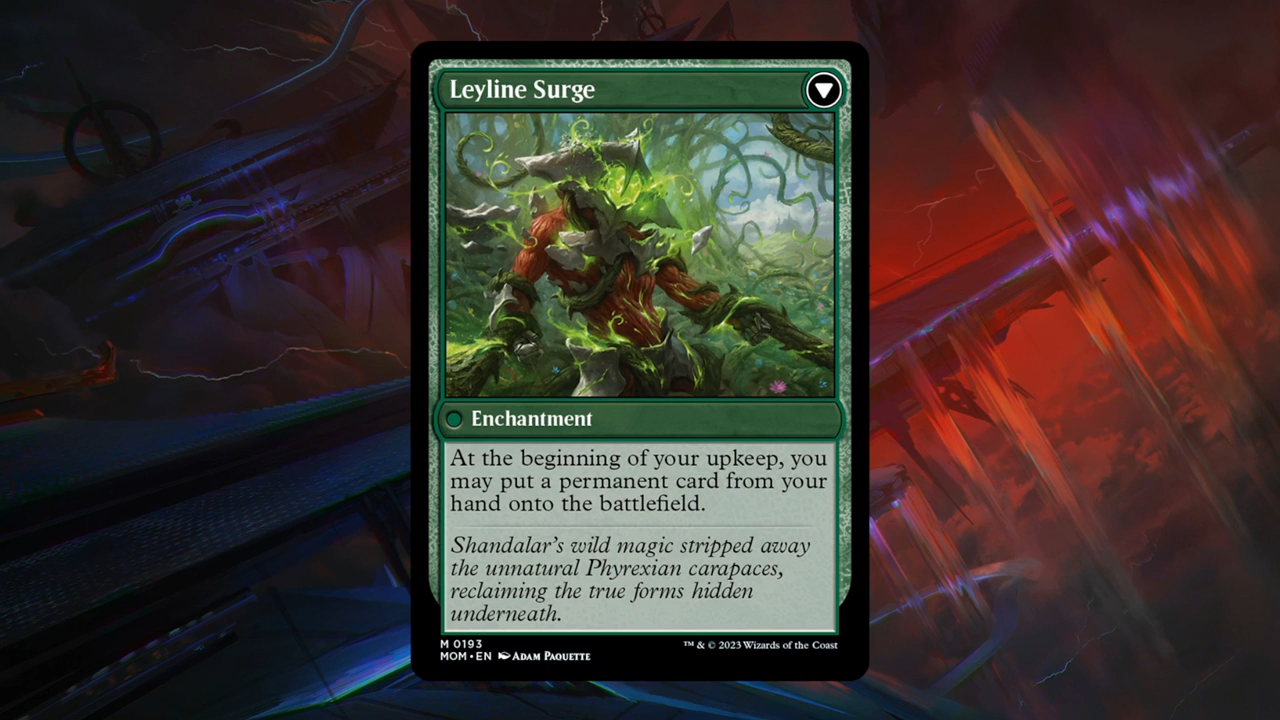 Leyline Surge
Enchantment
At the beginning of your upkeep, you
may put a permanent card from your
hand onto the battlefield.
Shandalar's wild magic stripped away
the unnatural Phyrexian carapaces,
reclaiming the true forms hidden
underneath.
M 0193
MOM • EN ADAM PAQUETTE
™ & © 2023 Wizards of the Coast